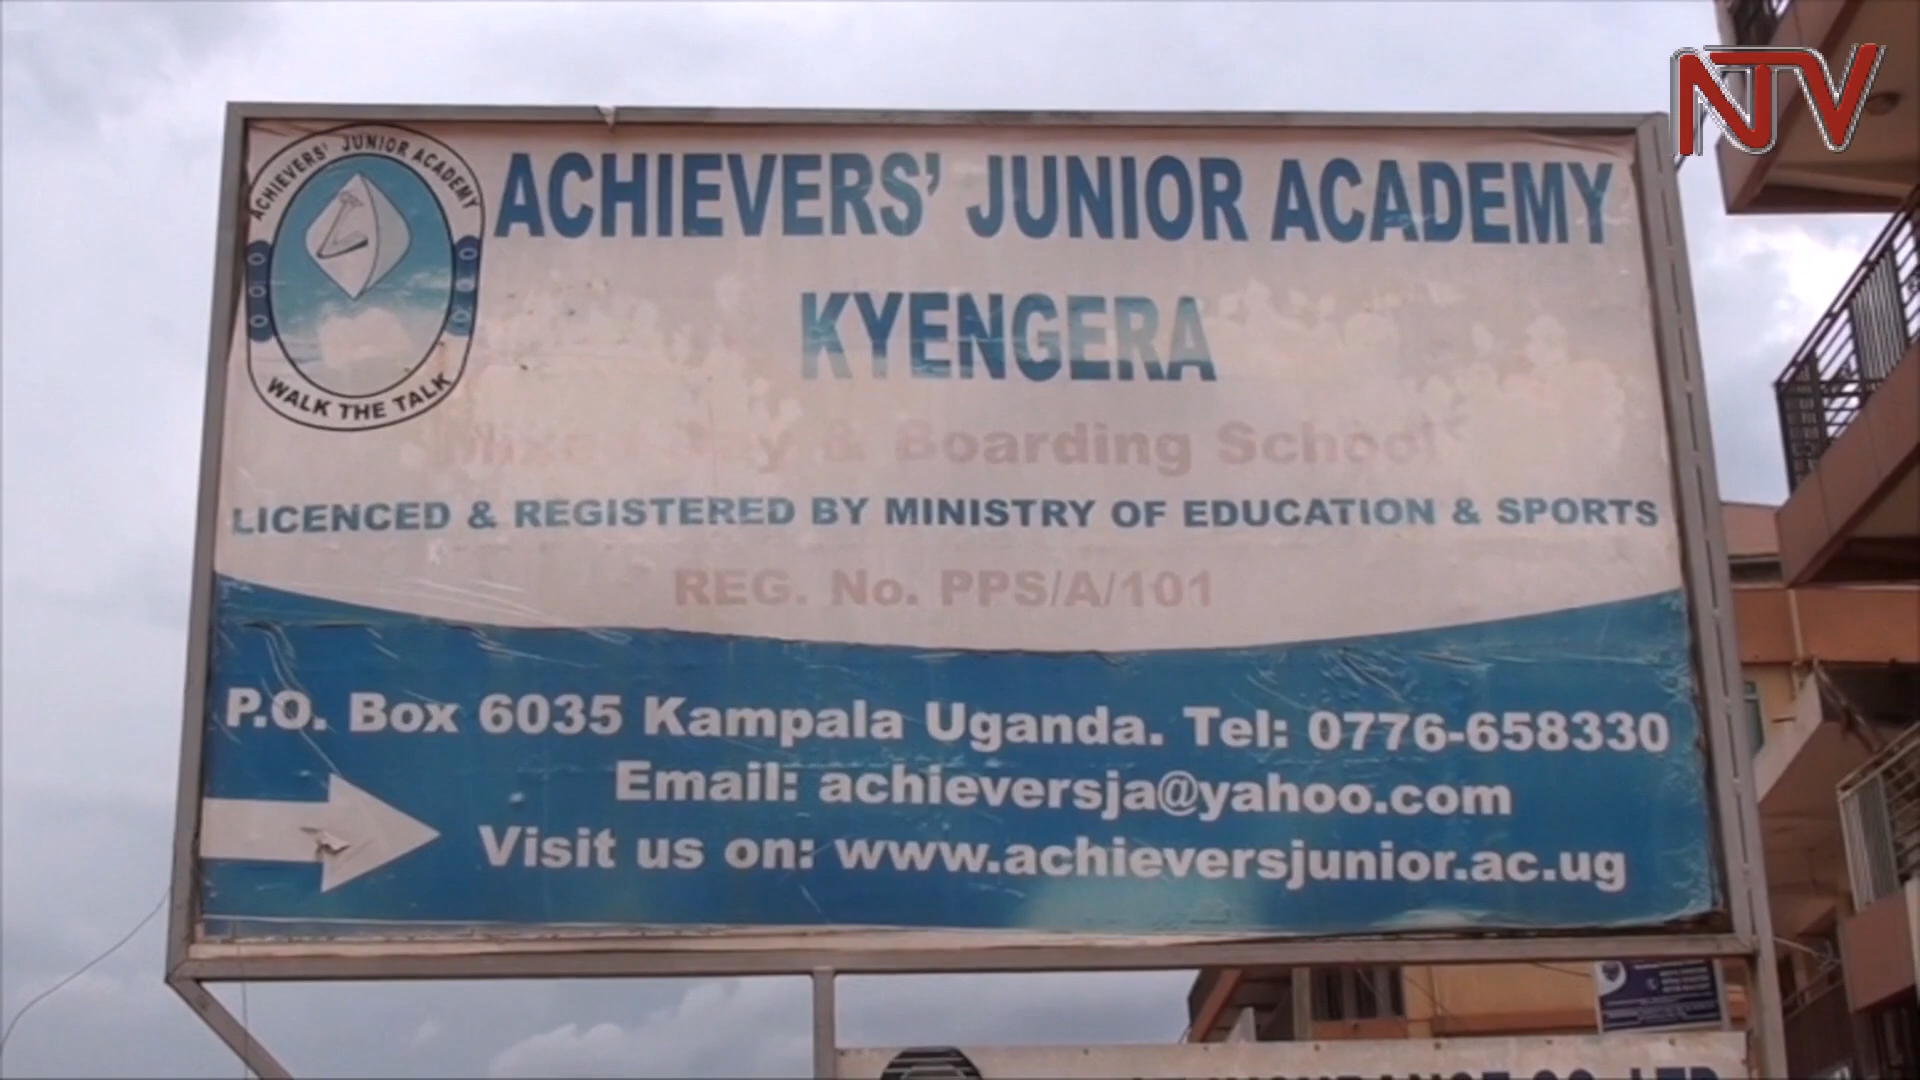 NTV
ACHIEVERS' JUNIOR ACADEMY
WALK THE TALK
ACHIEVERS' JUNIOR ACADEMY
KYENGERA
Mixed Day & Boarding School
LICENCED & REGISTERED BY MINISTRY OF EDUCATION & SPORTS
REG. No. PPS/A/101
P.O. Box 6035 Kampala Uganda. Tel: 0776-658330
Email: achieversja@yahoo.com
Visit us on: www.achieversjunior.ac.ug